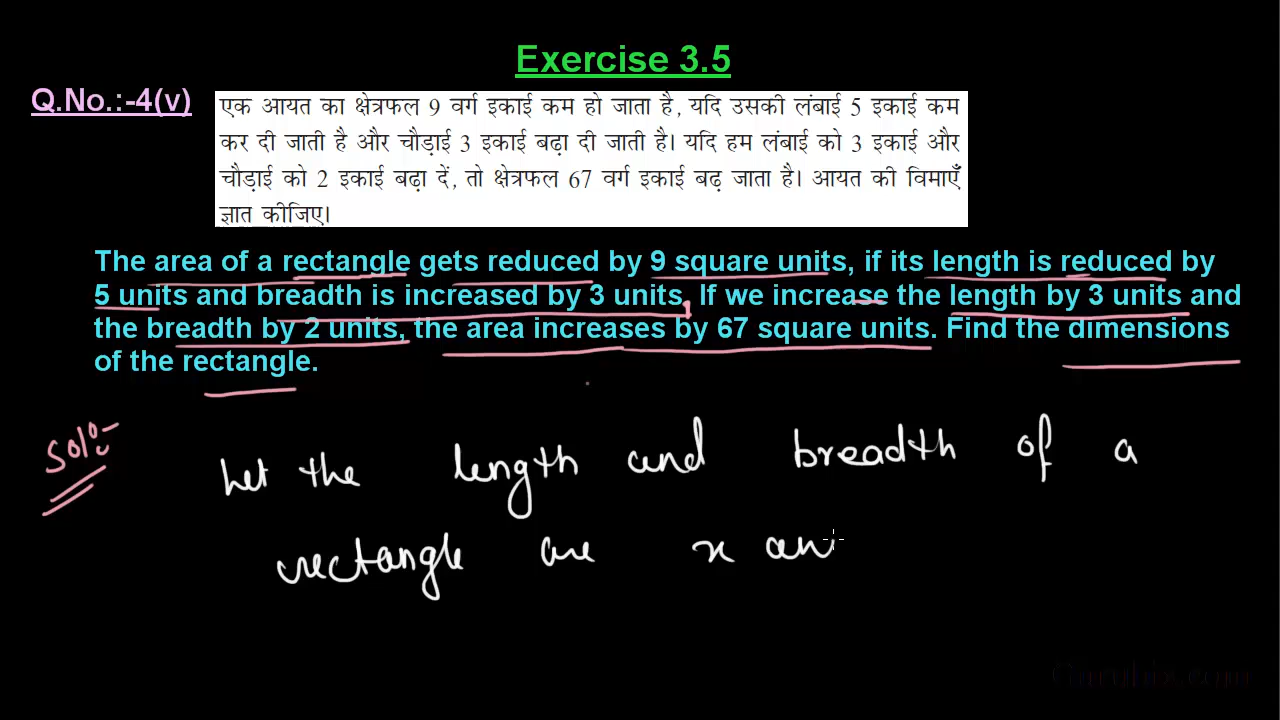 Exercise 3.5
Q.No.:-4(v)
एक आयत का क्षेत्रफल 9 वर्ग इकाई कम हो जाता है, यदि उसकी लंबाई 5 इकाई कम
कर दी जाती है और चौड़ाई 3 इकाई बढ़ा दी जाती है। यदि हम लंबाई को 3 इकाई और
चौड़ाई को 2 इकाई बढ़ा दें, तो क्षेत्रफल 67 वर्ग इकाई बढ़ जाता है। आयत की विमाएँ
ज्ञात कीजिए।
The area of a rectangle gets reduced by 9 square units, if its length is reduced by
5 units and breadth is increased by 3 units. If we increase the length by 3 units and
the breadth by 2 units, the area increases by 67 square units. Find the dimensions
of the rectangle.
Sol:-
Let the length and breadth of a
rectangle are x an